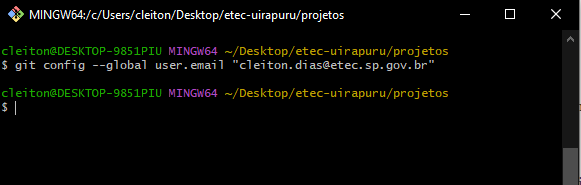 MINGW64:/c/Users/cleiton/Desktop/etec-uirapuru/projetos
cleiton@DESKTOP-9851PIU MINGW64 ~/Desktop/etec-uirapuru/projetos
$ git config --global user.email "cleiton.dias@etec.sp.gov.br"
cleiton@DESKTOP-9851PIU MINGW64 ~/Desktop/etec-uirapuru/projetos
$